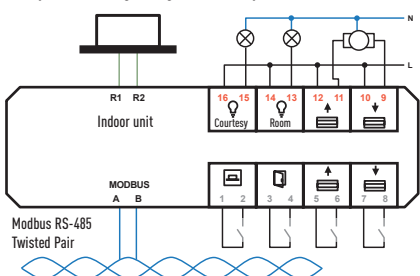 N
L
R1 R2
16 15 14 13 12 11 10 9
Indoor unit
Courtesy Room
MODBUS
A B
1 2 3 4 5 6 7 8
Modbus RS-485
Twisted Pair